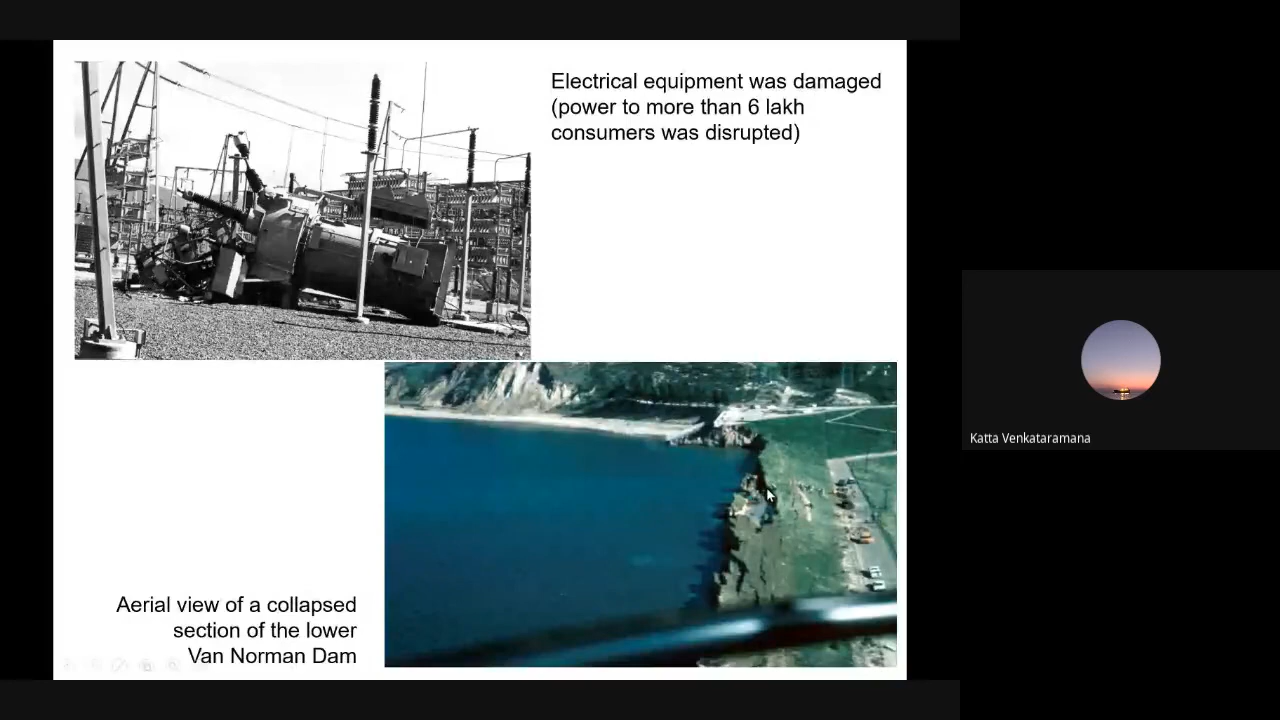 Electrical equipment was damaged
(power to more than 6 lakh
consumers was disrupted)
Aerial view of a collapsed
section of the lower
Van Norman Dam
Katta Venkataramana